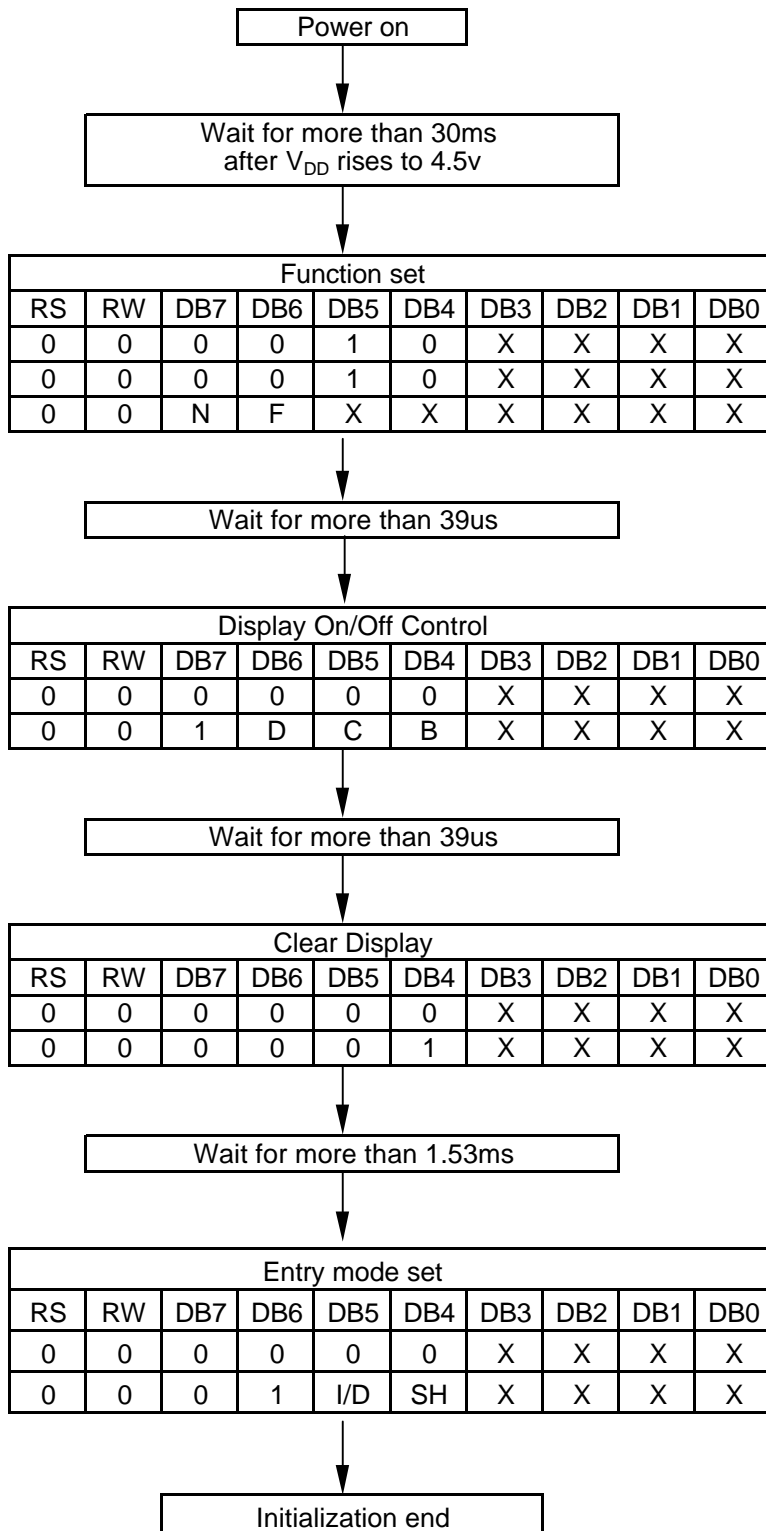 Power on
Wait for more than 30ms
after VDD rises to 4.5v
Function set
RS RW DB7 DB6 DB5 DB4 DB3 DB2 DB1 DB0
0 0 0 0 1 0 X X X X
0 0 0 0 1 0 X X X X
0 0 N F X X X X X X
Wait for more than 39us
Display On/Off Control
RS RW DB7 DB6 DB5 DB4 DB3 DB2 DB1 DB0
0 0 0 0 0 0 X X X X
0 0 1 D C B X X X X
Wait for more than 39us
Clear Display
RS RW DB7 DB6 DB5 DB4 DB3 DB2 DB1 DB0
0 0 0 0 0 0 X X X X
0 0 0 0 0 1 X X X X
Wait for more than 1.53ms
Entry mode set
RS RW DB7 DB6 DB5 DB4 DB3 DB2 DB1 DB0
0 0 0 0 0 0 X X X X
0 0 0 1 I/D SH X X X X
Initialization end